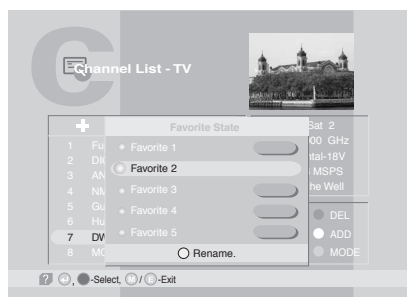 Channel List - TV
Favorite State
Favorite 1
Favorite 2
Favorite 3
Favorite 4
Favorite 5
Rename.
1 Fu
2 DI
3 AN
4 NM
5 Gu
6 Hu
7 DW
8 MC
Sat 2
00 GHz
tal-18V
MSPS
he Well
DEL
ADD
MODE
? , -Select, M / E -Exit